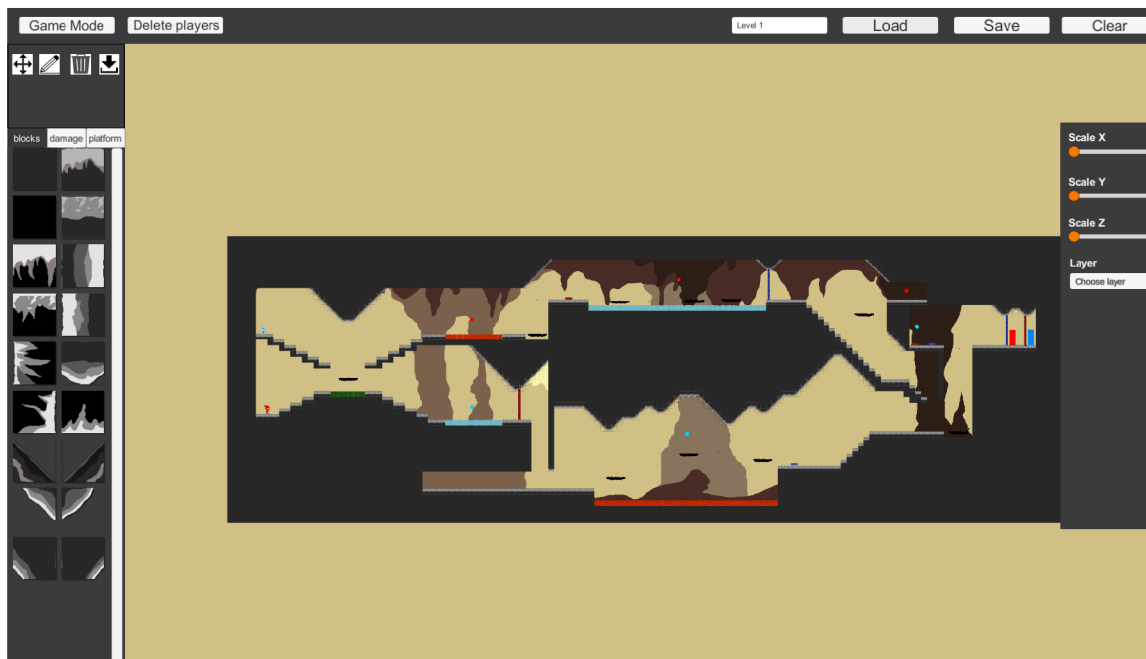 Game Mode
Delete players
Level 1
Load
Save
Clear
blocks
damage
platform
Scale X
Scale Y
Scale Z
Layer
Choose layer